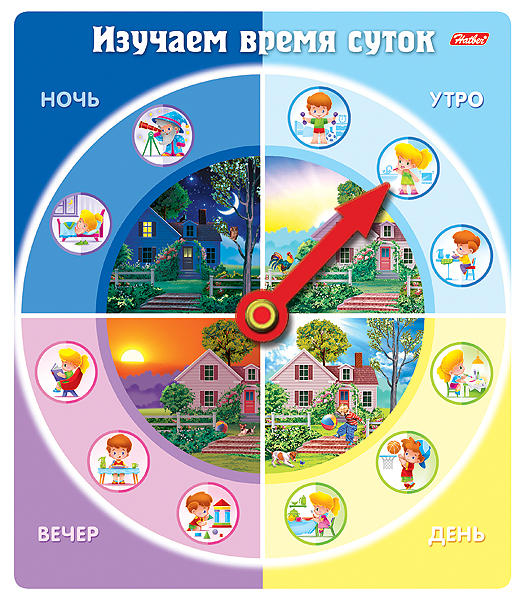 Изучаем время суток
Hatber
НОЧЬ
УТРО
ВЕЧЕР
ДЕНЬ